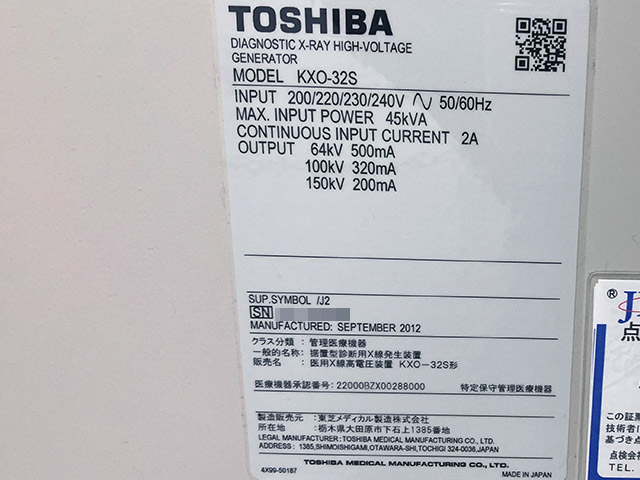 TOSHIBA
DIAGNOSTIC X-RAY HIGH-VOLTAGE
GENERATOR
MODEL KXO-32S
INPUT 200/220/230/240V ∿ 50/60Hz
MAX. INPUT POWER 45kVA
CONTINUOUS INPUT CURRENT 2A
OUTPUT 64kV 500mA
100kV 320mA
150kV 200mA
SUP.SYMBOL /J2
SN
MANUFACTURED: SEPTEMBER 2012
クラス分類: 管理医療機器
一般的名称: 据置型診断用X線発生装置
販売名 : 医用X線高電圧装置 KXO-32S形
医療機器承認番号:22000BZX00288000 特定保守管理医療機器
製造販売元 : 東芝メディカル製造株式会社
住所 : 栃木県大田原市下石上1385番地
LEGAL MANUFACTURER: TOSHIBA MEDICAL MANUFACTURING CO., LTD.
ADDRESS : 1385,SHIMOISHIGAMI,OTAWARA-SHI,TOCHIGI 324-0036,JAPAN
TOSHIBA MEDICAL MANUFACTURING CO.,LTD.
4X99-50187 MADE IN JAPAN
® J
点
この証
技術者
基づき点
点検会
TEL